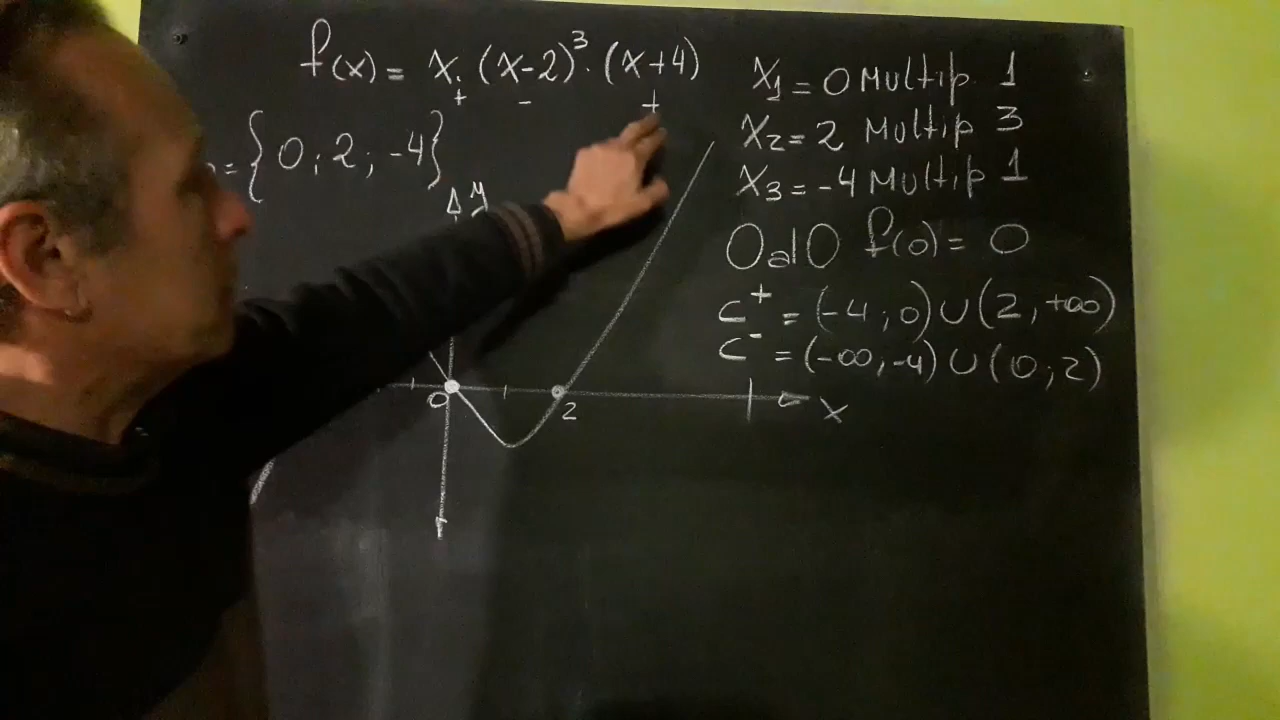 f(x) = x . (x-2)³ . (x+4)
+ - +
={0 ; 2 ; -4}
y
0
2
x
X₁ = 0 Multip 1
X₂ = 2 Multip 3
X₃ = -4 Multip 1
OalO f(0) = 0
C⁺ = (-4 ; 0) ∪ (2 , +∞)
C⁻ = (-∞, -4) ∪ (0 ; 2)